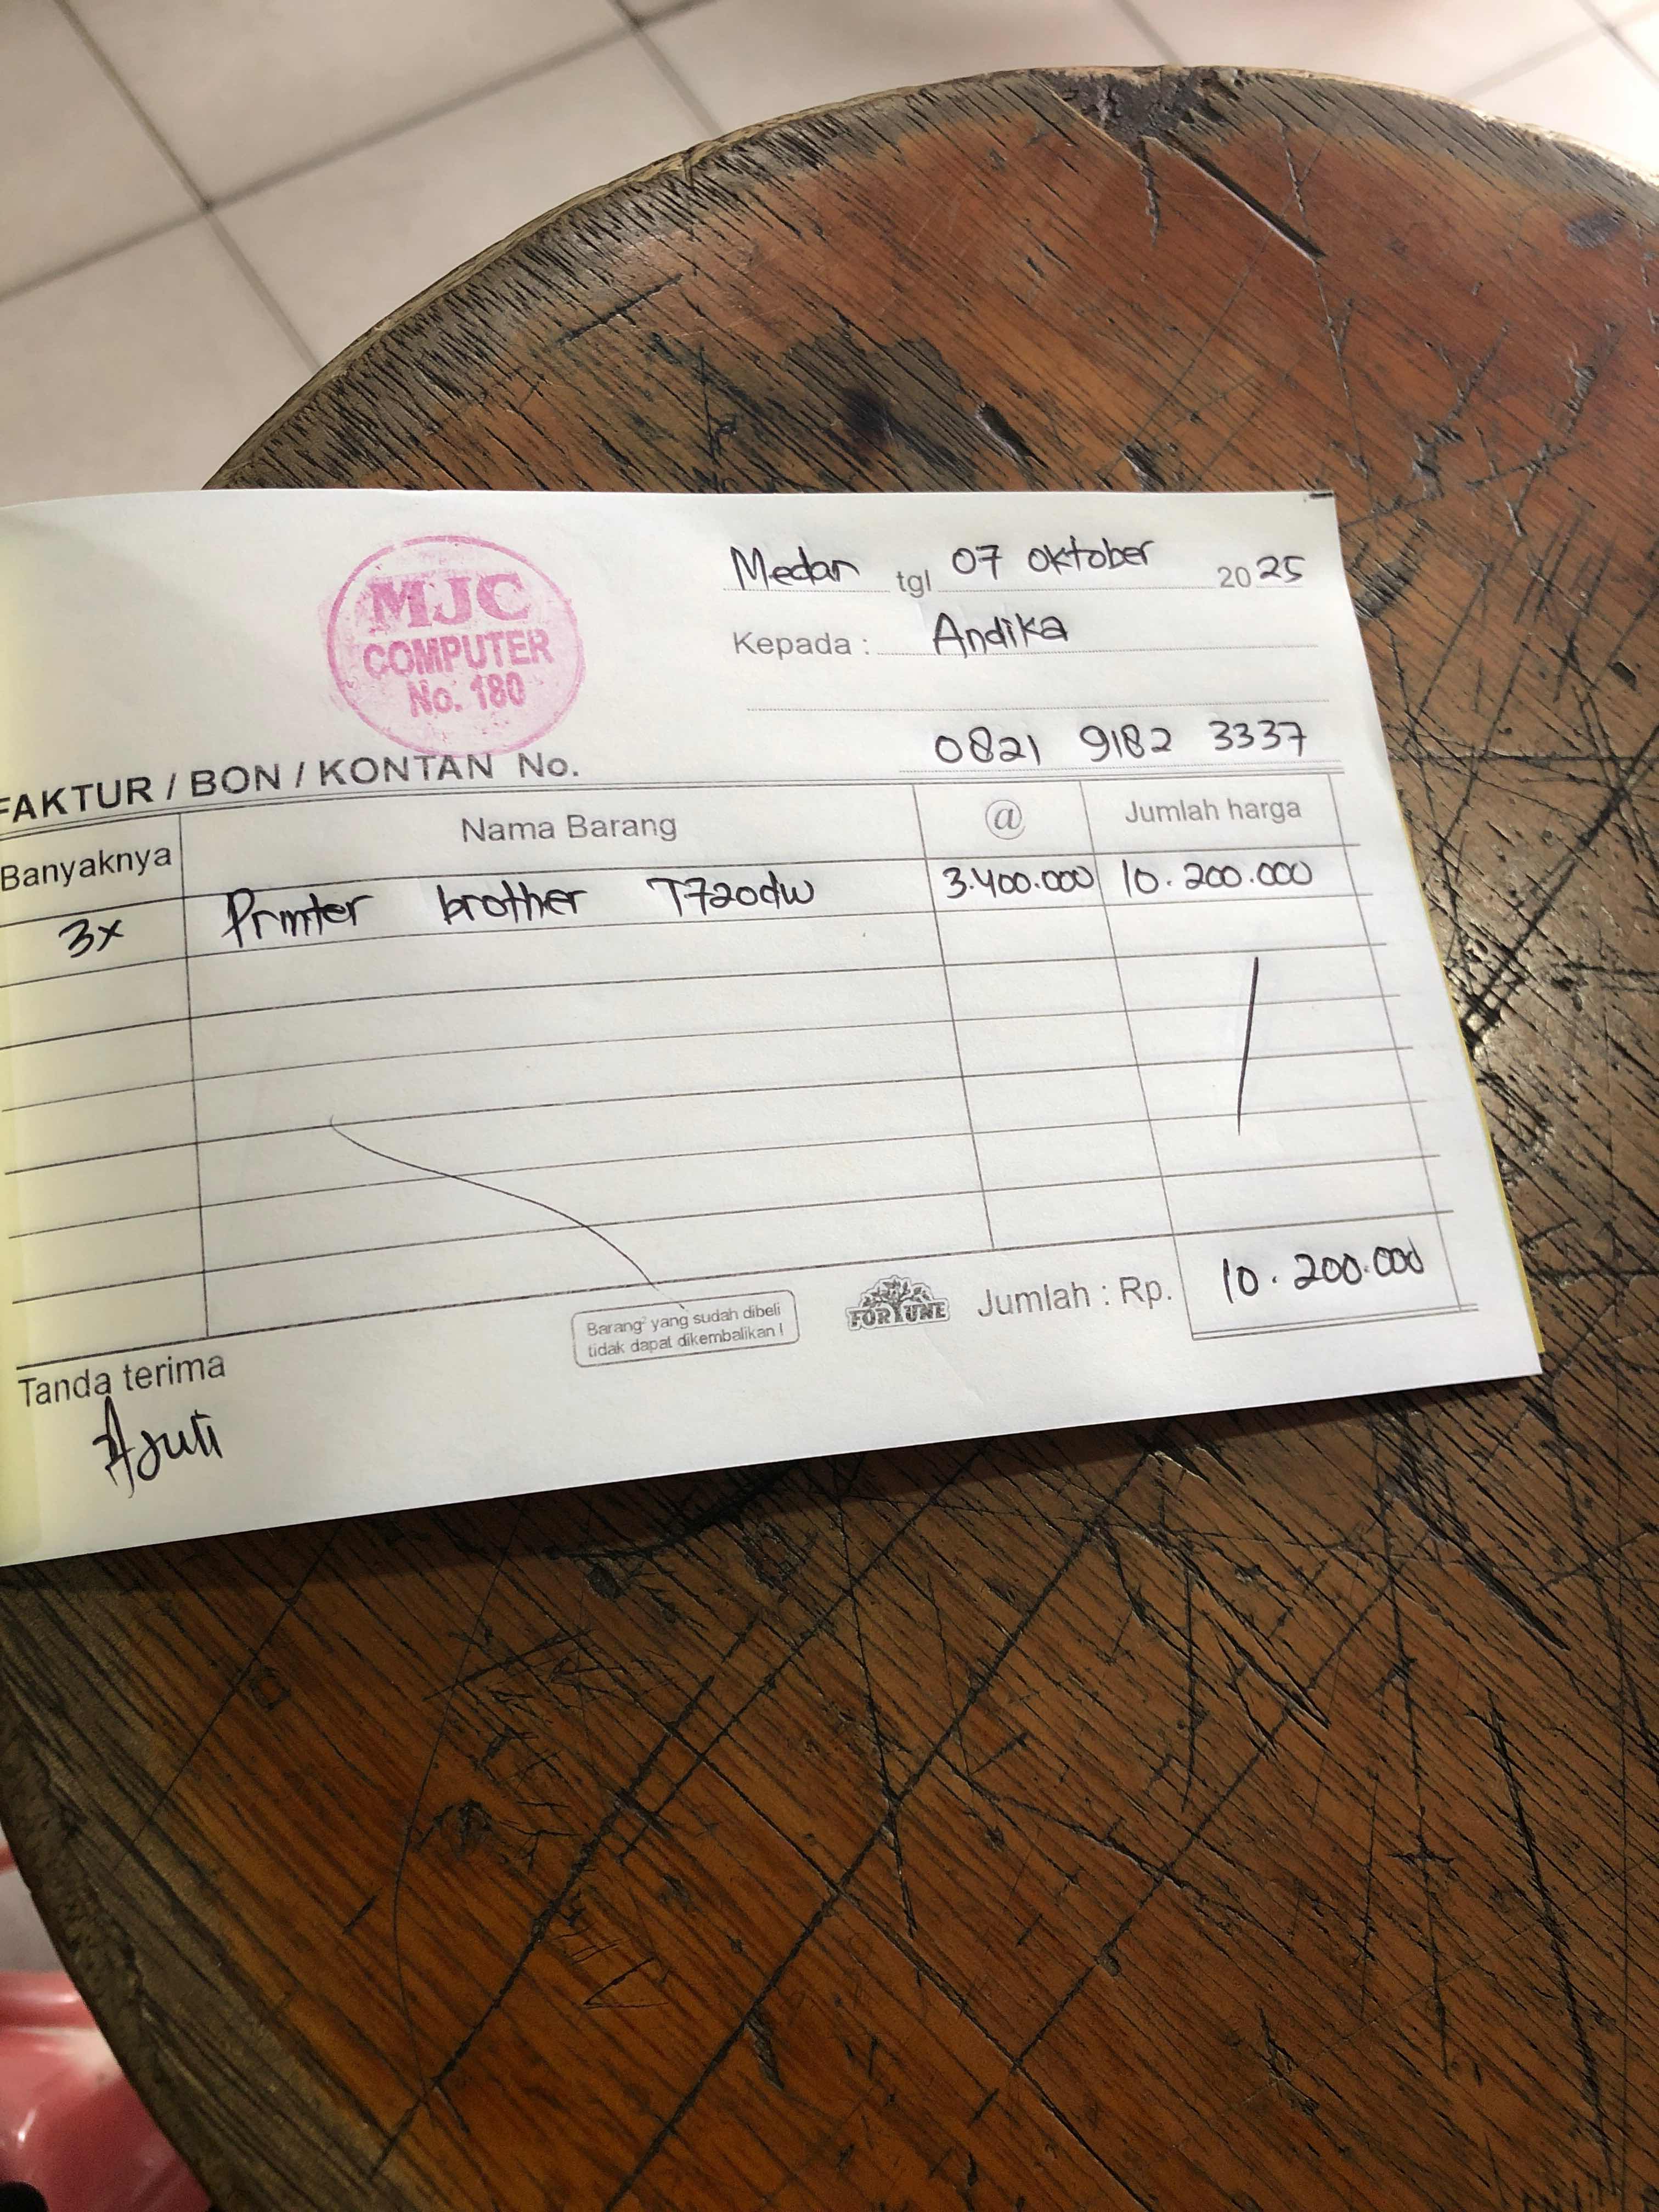 MJC
COMPUTER
No. 180
Medan tgl 07 Oktober 2025
Kepada : Andika
0821 9182 3337
FAKTUR / BON / KONTAN No.
Banyaknya Nama Barang @ Jumlah harga
3x Printer brother T720dw 3.400.000 10.200.000
Jumlah : Rp. 10.200.000
FORTUNE
Barang² yang sudah dibeli
tidak dapat dikembalikan !
Tanda terima